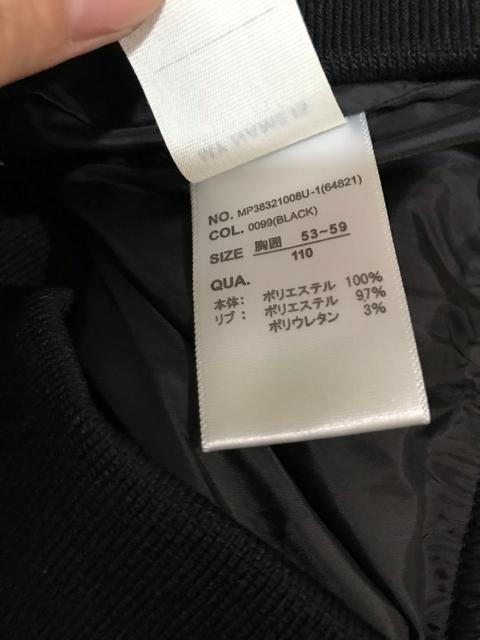 NO. MP38321008U-1(64821)
COL. 0099(BLACK)
SIZE 胸囲 53~59
110
QUA.
本体: ポリエステル 100%
リブ: ポリエステル 97%
ポリウレタン 3%